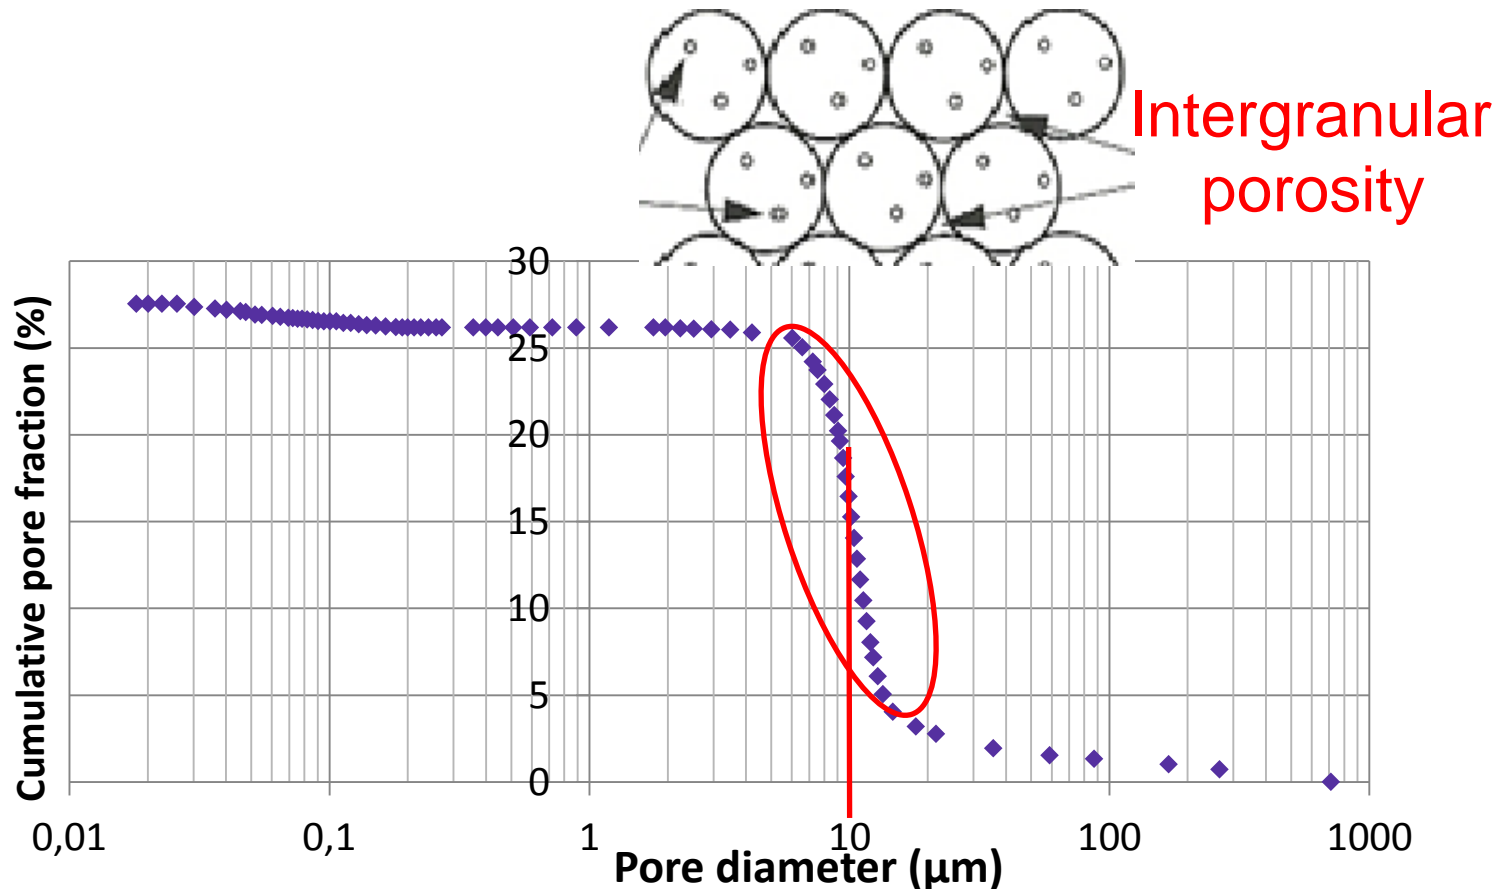 Intergranular
porosity
Cumulative pore fraction (%)
30
25
20
15
10
5
0
0,01 0,1 1 10 100 1000
Pore diameter (µm)